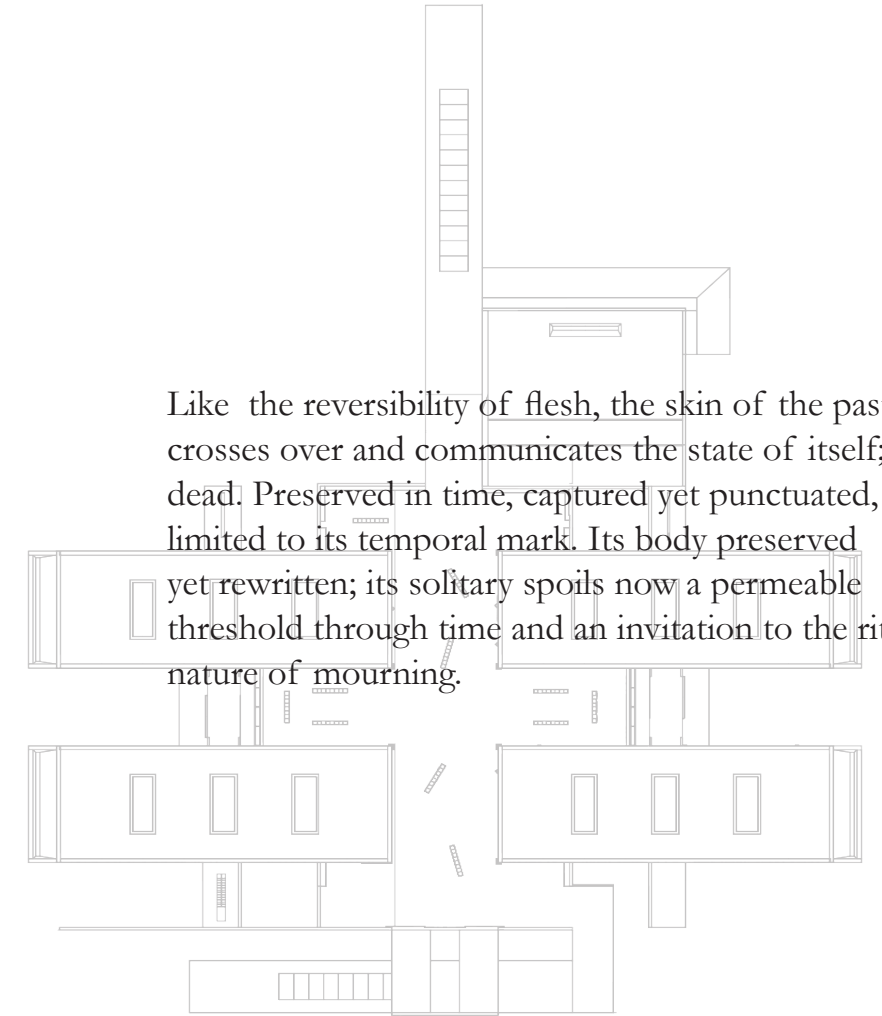 Like the reversibility of flesh, the skin of the pas
crosses over and communicates the state of itself;
dead. Preserved in time, captured yet punctuated,
limited to its temporal mark. Its body preserved
yet rewritten; its solitary spoils now a permeable
threshold through time and an invitation to the rit
nature of mourning.